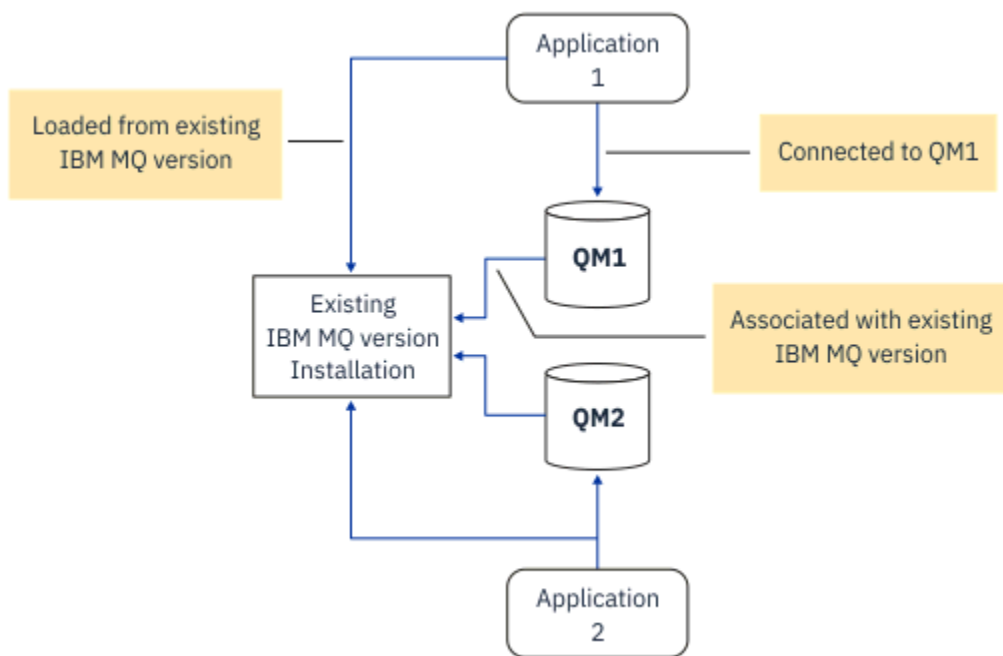 Application
1
Loaded from existing
IBM MQ version
Connected to QM1
QM1
Existing
IBM MQ version
Installation
Associated with existing
IBM MQ version
QM2
Application
2